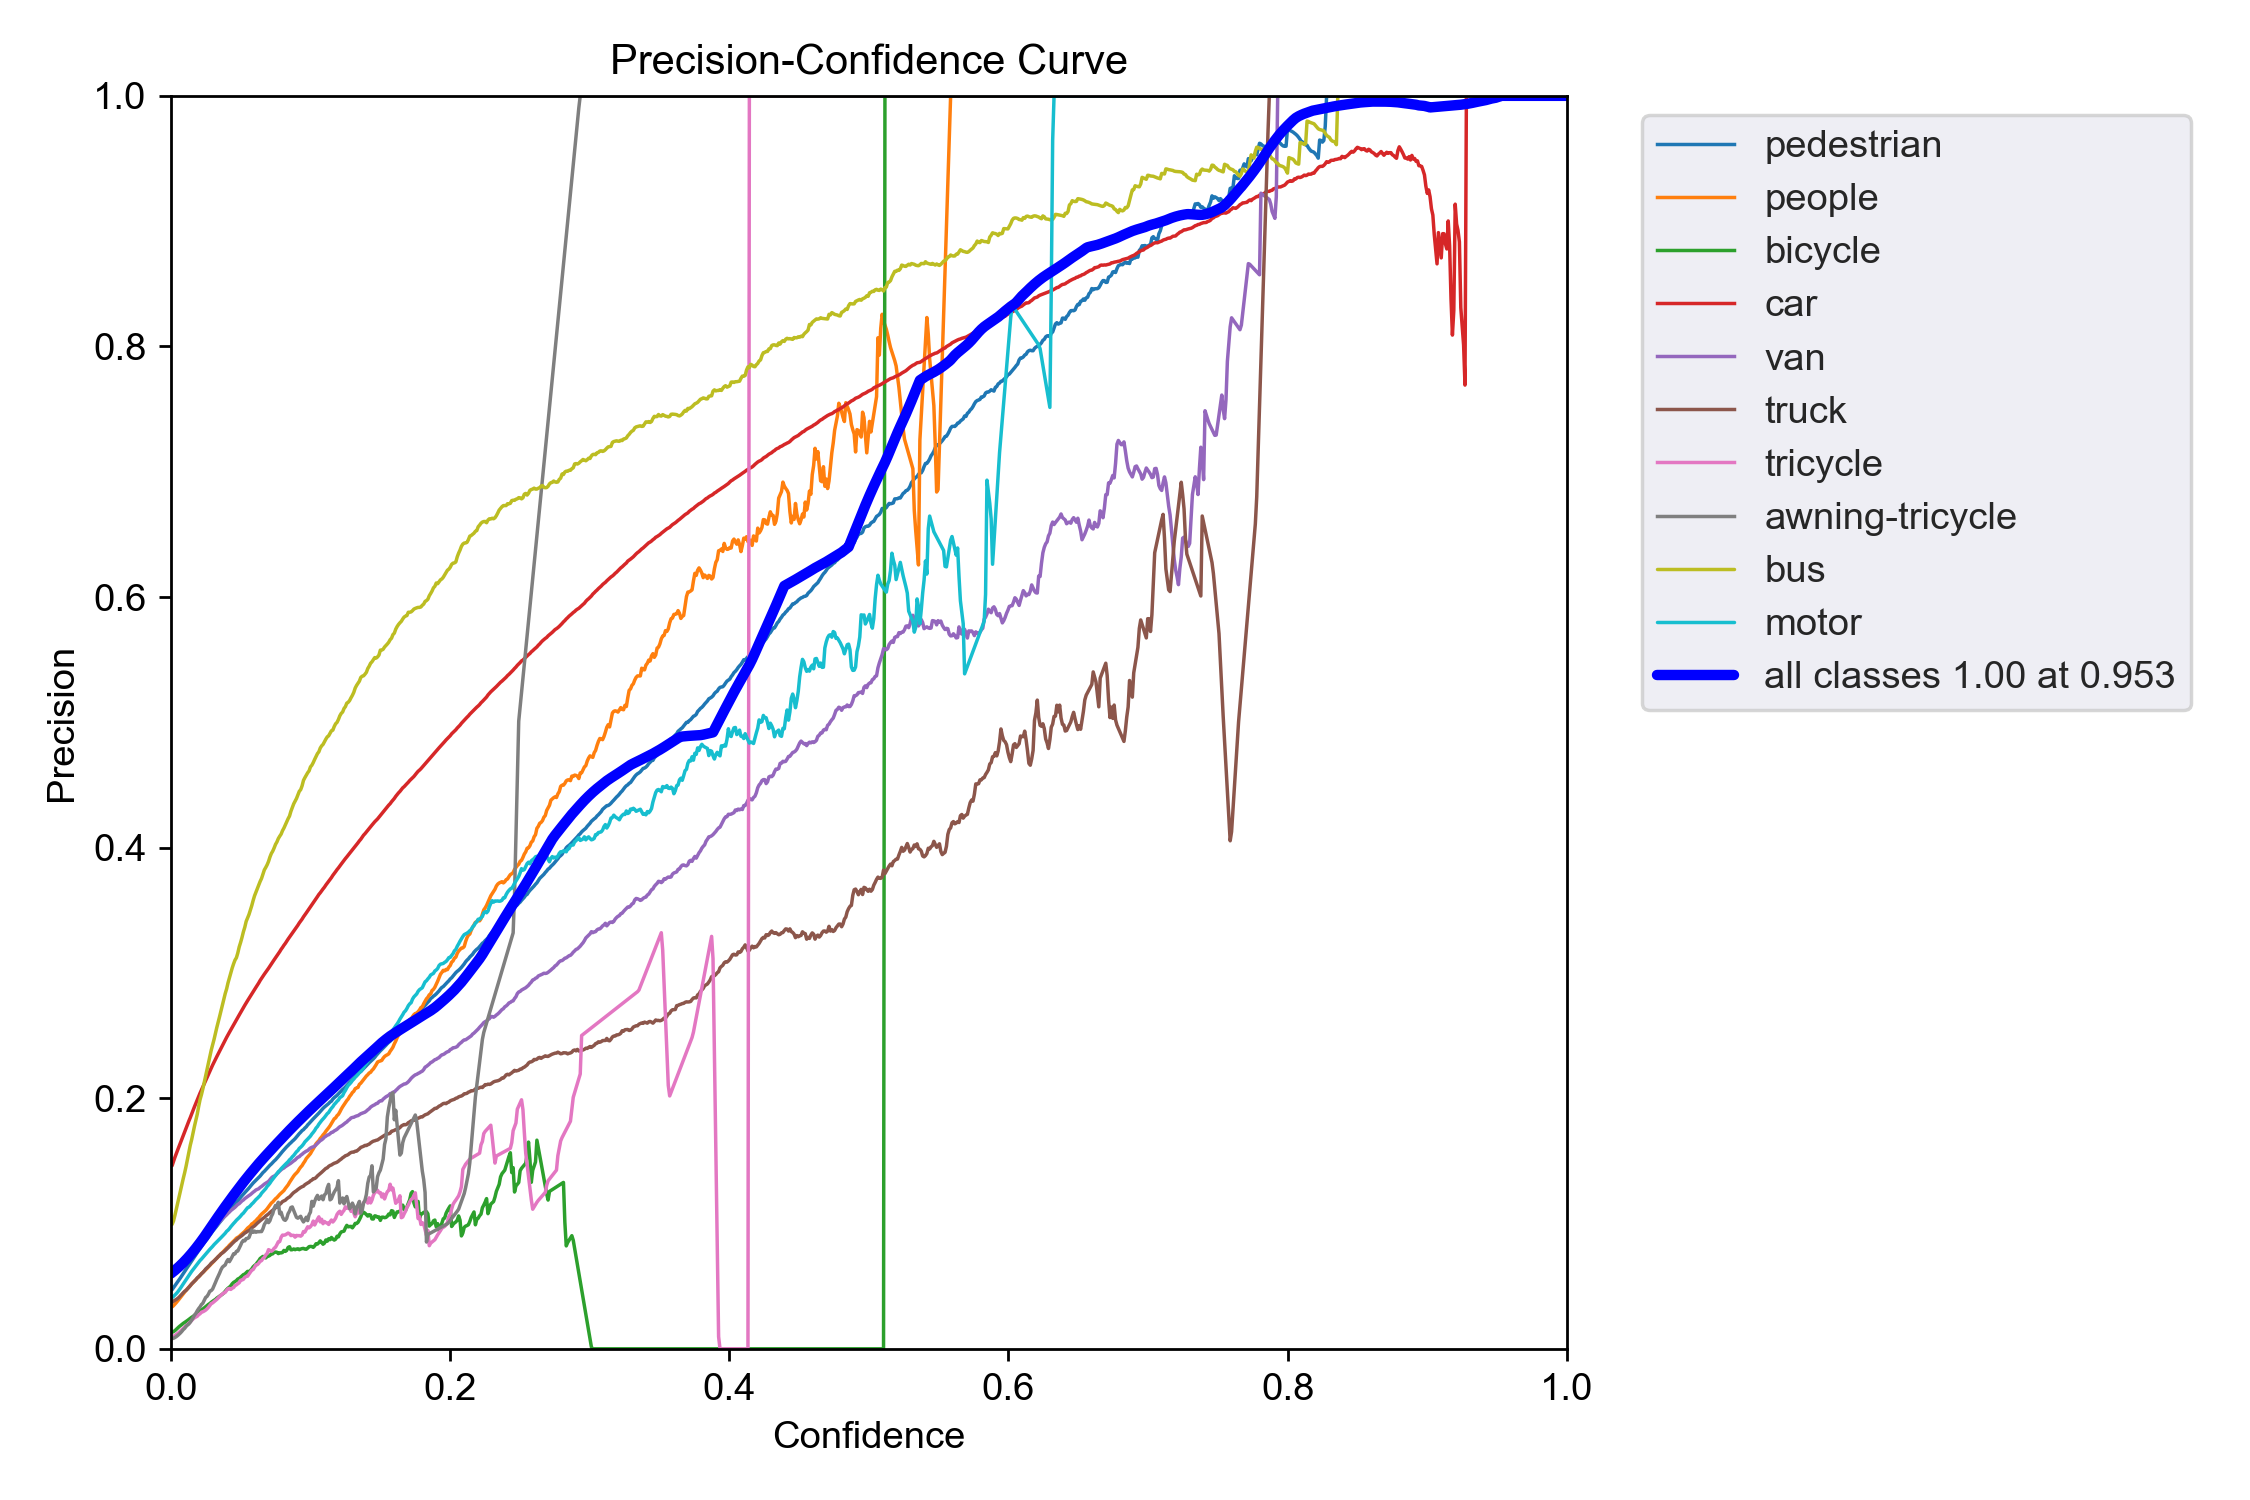 Precision-Confidence Curve
1.0
0.8
0.6
0.4
0.2
0.0
Precision
0.0 0.2 0.4 0.6 0.8 1.0
Confidence
pedestrian
people
bicycle
car
van
truck
tricycle
awning-tricycle
bus
motor
all classes 1.00 at 0.953